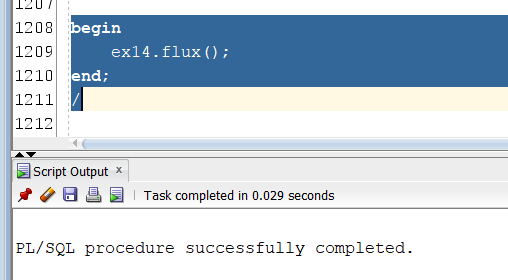 1207
1208 begin
1209 ex14.flux();
1210 end;
1211 /
1212
Script Output x
Task completed in 0.029 seconds
PL/SQL procedure successfully completed.